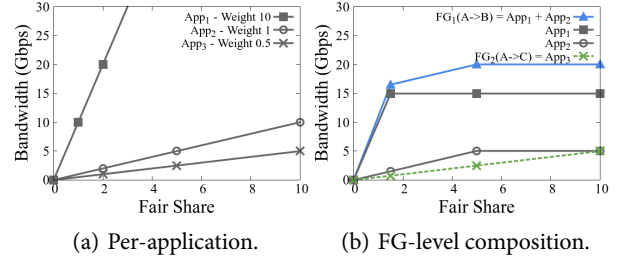 30
25
20
15
10
5
0
0 2 4 6 8 10
Bandwidth (Gbps)
Fair Share
App1 - Weight 10
App2 - Weight 1
App3 - Weight 0.5
(a) Per-application.
30
25
20
15
10
5
0
0 2 4 6 8 10
Bandwidth (Gbps)
Fair Share
FG1(A->B) = App1 + App2
App1
App2
FG2(A->C) = App3
(b) FG-level composition.